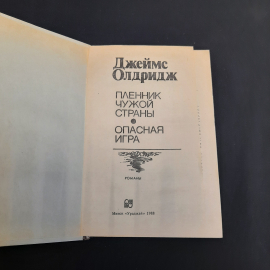 Джеймс
Олдридж
ПЛЕННИК
ЧУЖОЙ
СТРАНЫ
ОПАСНАЯ
ИГРА
РОМАНЫ